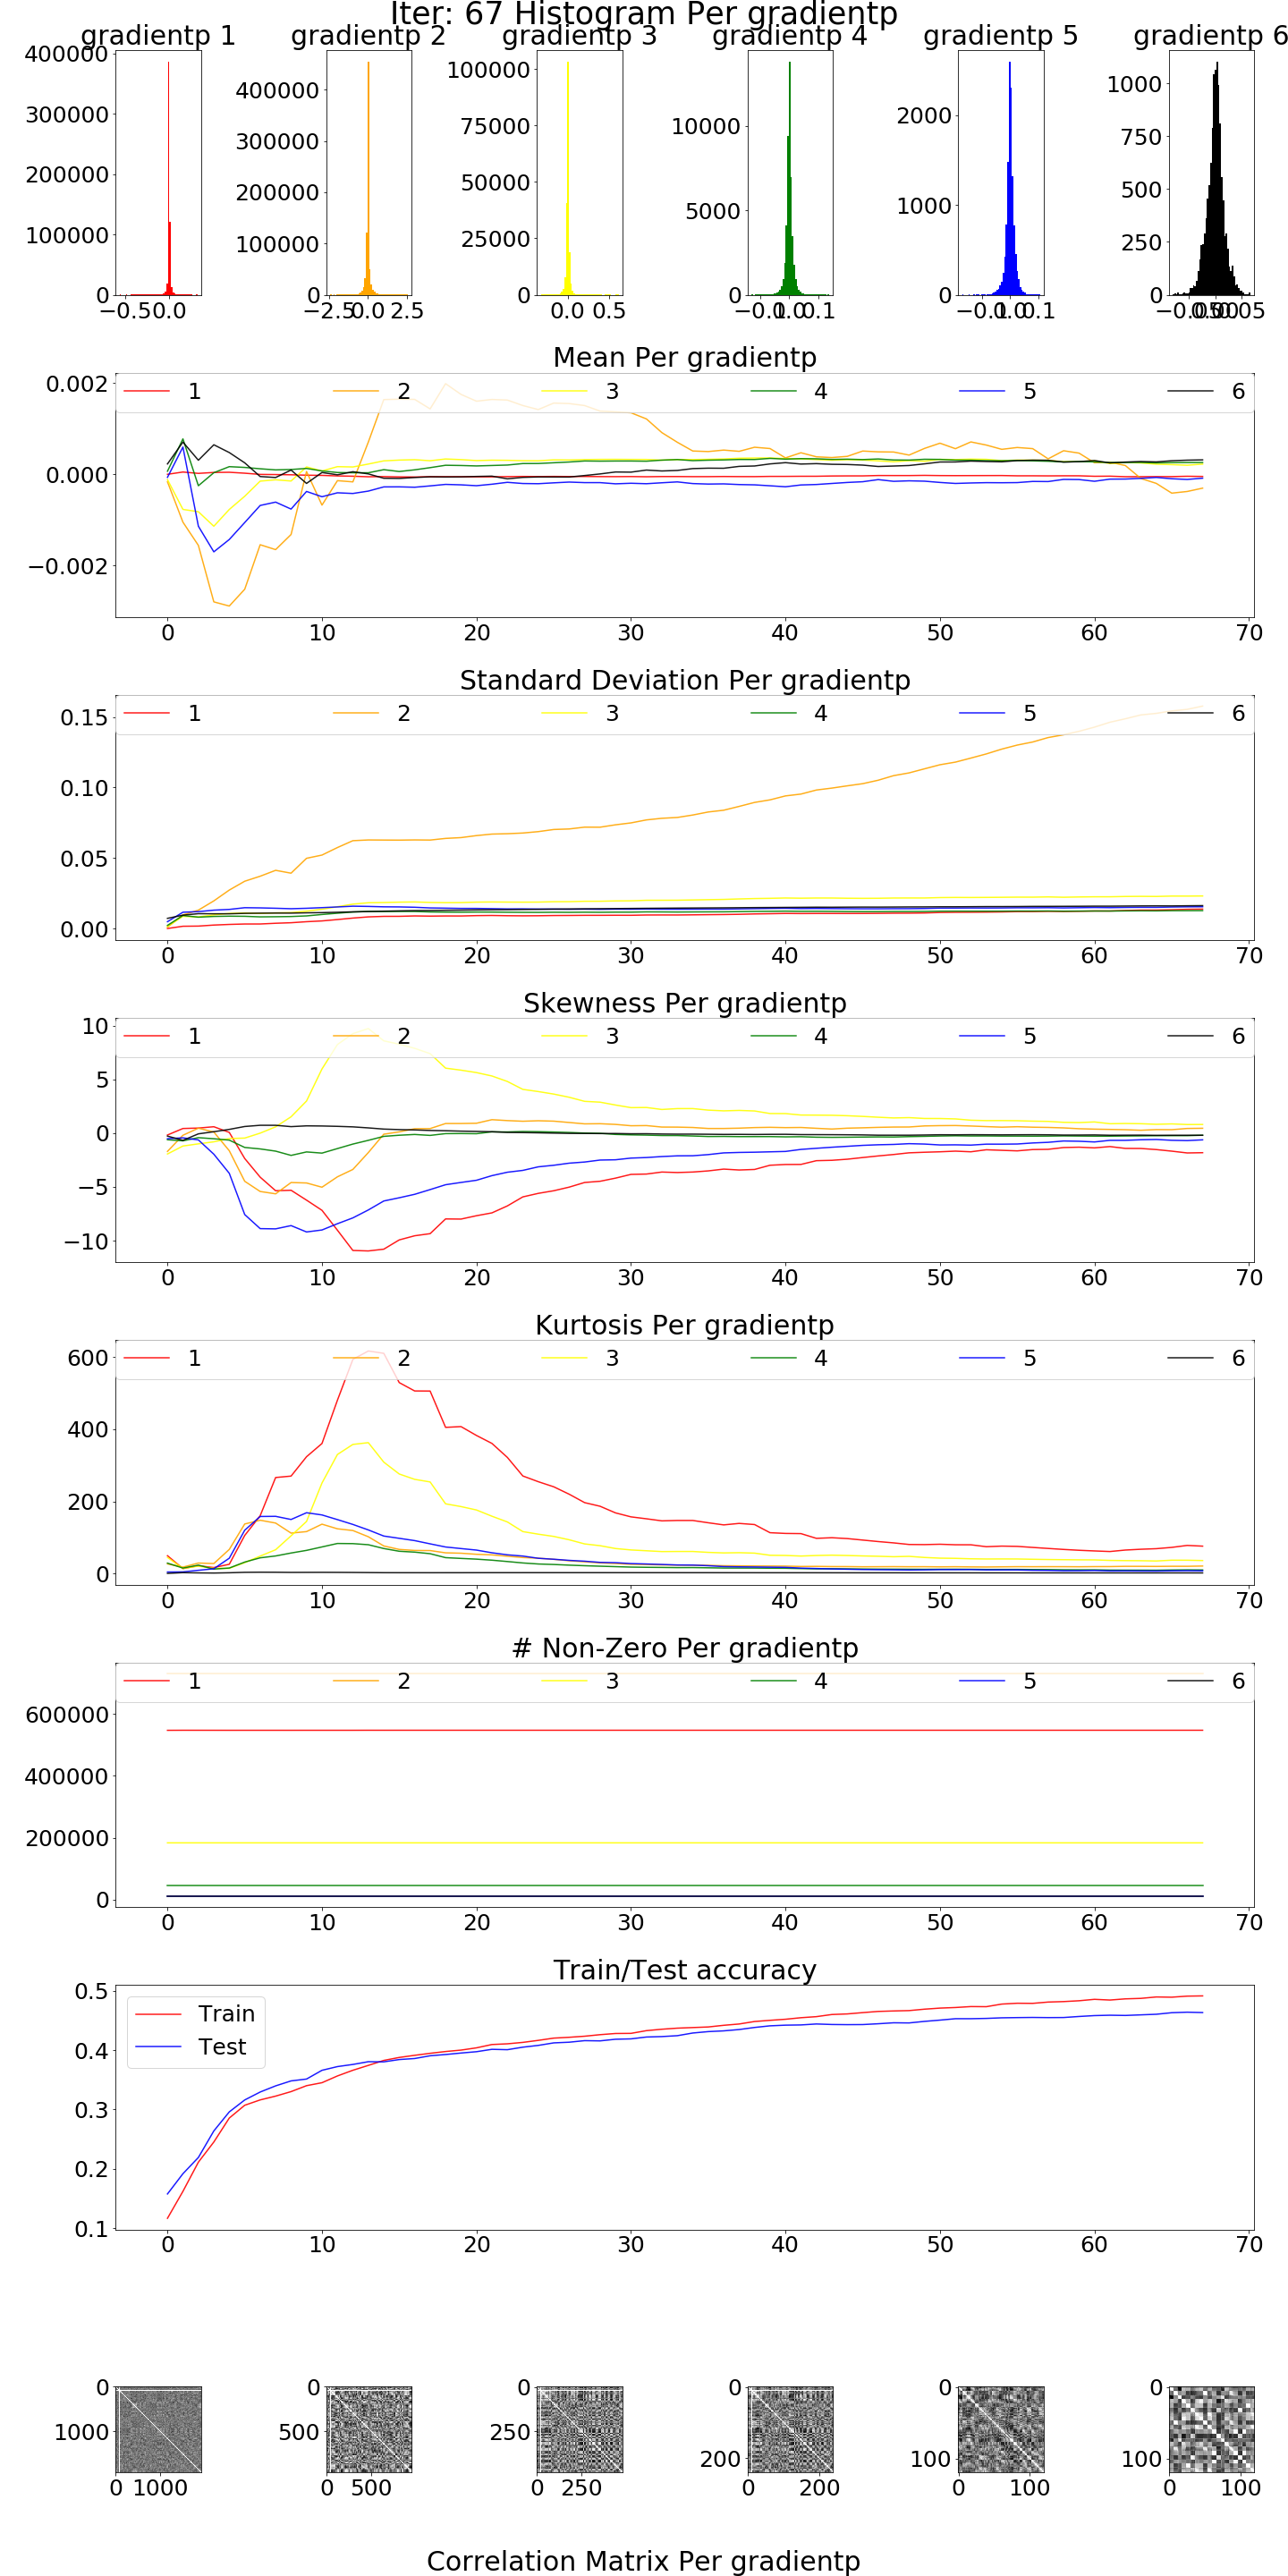 Iter: 67 Histogram Per gradientp
gradientp 1 gradientp 2 gradientp 3 gradientp 4 gradientp 5 gradientp 6
400000
300000
200000
100000
0
−0.5 0.0
400000
300000
200000
100000
0
−2.5 0.0 2.5
100000
75000
50000
25000
0
0.0 0.5
10000
5000
0
−0.1 0.0 0.1
2000
1000
0
−0.1 0.0 0.1
1000
750
500
250
0
−0.05 0.00 0.05
Mean Per gradientp
1 2 3 4 5 6
0.002
0.000
−0.002
0 10 20 30 40 50 60 70
Standard Deviation Per gradientp
1 2 3 4 5 6
0.15
0.10
0.05
0.00
0 10 20 30 40 50 60 70
Skewness Per gradientp
1 2 3 4 5 6
10
5
0
−5
−10
0 10 20 30 40 50 60 70
Kurtosis Per gradientp
1 2 3 4 5 6
600
400
200
0
0 10 20 30 40 50 60 70
# Non-Zero Per gradientp
1 2 3 4 5 6
600000
400000
200000
0
0 10 20 30 40 50 60 70
Train/Test accuracy
Train
Test
0.5
0.4
0.3
0.2
0.1
0 10 20 30 40 50 60 70
0
1000
0 1000
0
500
0 500
0
250
0 250
0
200
0 200
0
100
0 100
0
100
0 100
Correlation Matrix Per gradientp